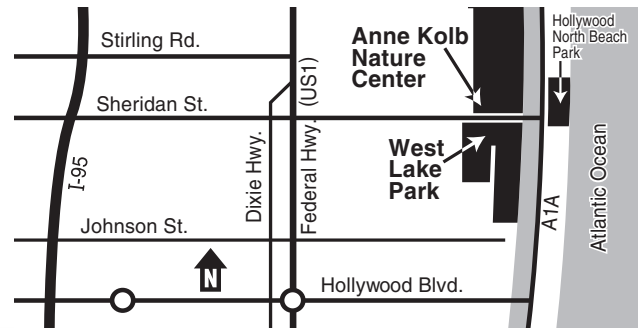 Stirling Rd.
Anne Kolb
Nature
Center
Hollywood
North Beach
Park
Sheridan St.
Federal Hwy. (US1)
Dixie Hwy.
I-95
West
Lake
Park
A1A
Atlantic Ocean
Johnson St.
N
Hollywood Blvd.